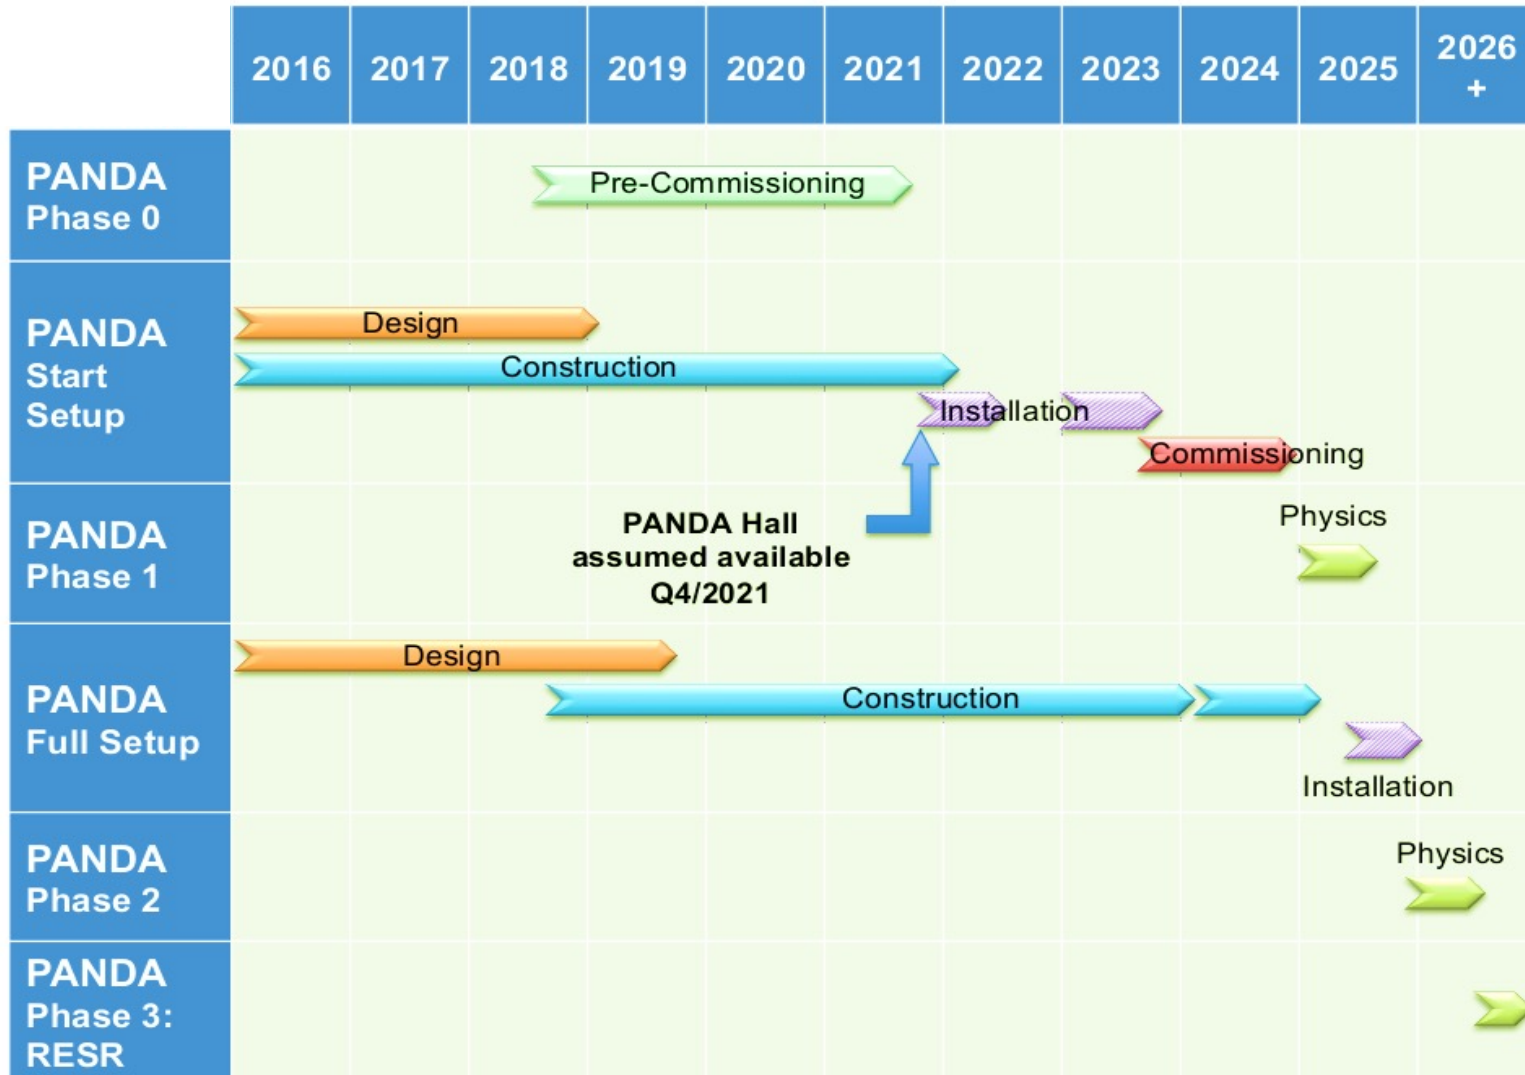 2016 2017 2018 2019 2020 2021 2022 2023 2024 2025 2026
+
PANDA
Phase 0
Pre-Commissioning
PANDA
Start
Setup
Design
Construction
Installation
Commissioning
PANDA Hall
assumed available
Q4/2021
PANDA
Phase 1
Physics
PANDA
Full Setup
Design
Construction
Installation
PANDA
Phase 2
Physics
PANDA
Phase 3:
RESR